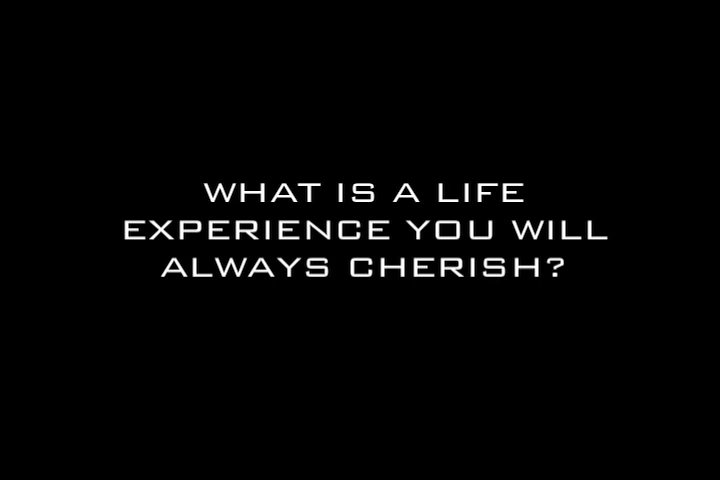 WHAT IS A LIFE
EXPERIENCE YOU WILL
ALWAYS CHERISH?